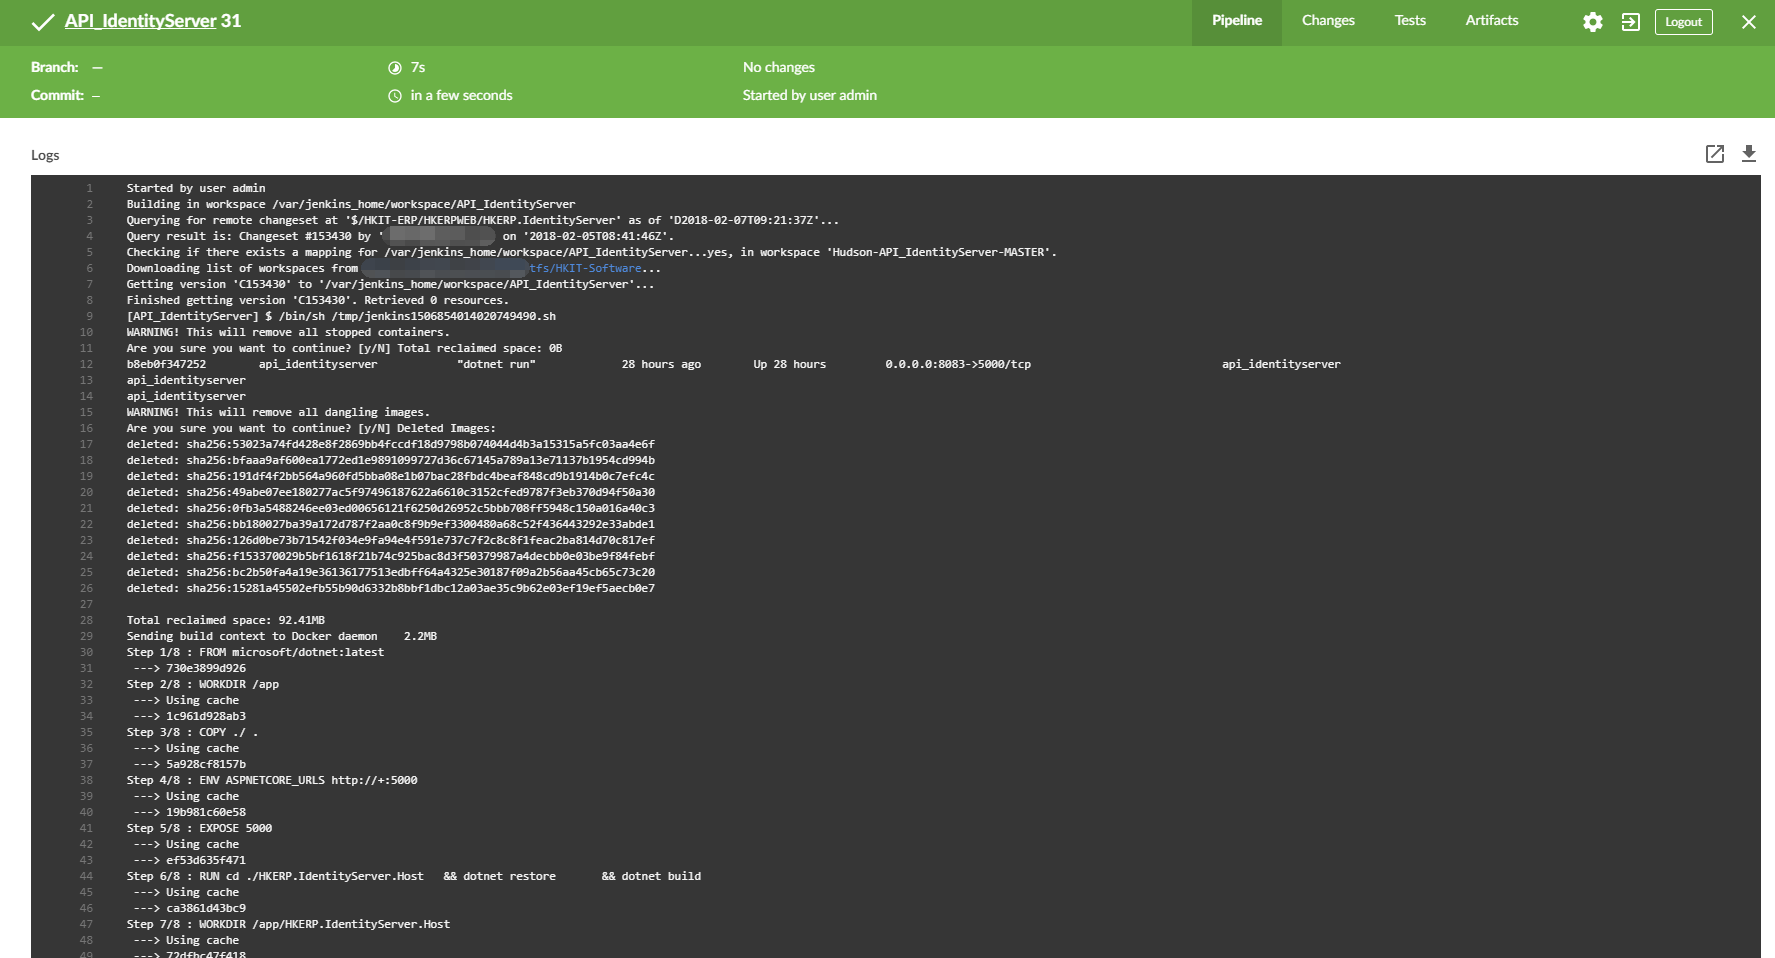 API_IdentityServer 31
Pipeline Changes Tests Artifacts Logout
Branch: — 7s No changes
Commit: – in a few seconds Started by user admin
Logs
1 Started by user admin
2 Building in workspace /var/jenkins_home/workspace/API_IdentityServer
3 Querying for remote changeset at '$/HKIT-ERP/HKERPWEB/HKERP.IdentityServer' as of 'D2018-02-07T09:21:37Z'...
4 Query result is: Changeset #153430 by ' on '2018-02-05T08:41:46Z'.
5 Checking if there exists a mapping for /var/jenkins_home/workspace/API_IdentityServer...yes, in workspace 'Hudson-API_IdentityServer-MASTER'.
6 Downloading list of workspaces from tfs/HKIT-Software...
7 Getting version 'C153430' to '/var/jenkins_home/workspace/API_IdentityServer'...
8 Finished getting version 'C153430'. Retrieved 0 resources.
9 [API_IdentityServer] $ /bin/sh /tmp/jenkins1506854014020749490.sh
10 WARNING! This will remove all stopped containers.
11 Are you sure you want to continue? [y/N] Total reclaimed space: 0B
12 b8eb0f347252 api_identityserver "dotnet run" 28 hours ago Up 28 hours 0.0.0.0:8083->5000/tcp api_identityserver
13 api_identityserver
14 api_identityserver
15 WARNING! This will remove all dangling images.
16 Are you sure you want to continue? [y/N] Deleted Images:
17 deleted: sha256:53023a74fd428e8f2869bb4fccdf18d9798b074044d4b3a15315a5fc03aa4e6f
18 deleted: sha256:bfaaa9af600ea1772ed1e9891099727d36c67145a789a13e71137b1954cd994b
19 deleted: sha256:191df4f2bb564a960fd5bba08e1b07bac28fbdc4beaf848cd9b1914b0c7efc4c
20 deleted: sha256:49abe07ee180277ac5f97496187622a6610c3152cfed9787f3eb370d94f50a30
21 deleted: sha256:0fb3a5488246ee03ed00656121f6250d26952c5bbb708ff5948c150a016a40c3
22 deleted: sha256:bb180027ba39a172d787f2aa0c8f9b9ef3300480a68c52f436443292e33abde1
23 deleted: sha256:126d0be73b71542f034e9fa94e4f591e737c7f2c8c8f1feac2ba814d70c817ef
24 deleted: sha256:f153370029b5bf1618f21b74c925bac8d3f50379987a4decbb0e03be9f84febf
25 deleted: sha256:bc2b50fa4a19e36136177513edbff64a4325e30187f09a2b56aa45cb65c73c20
26 deleted: sha256:15281a45502efb55b90d6332b8bbf1dbc12a03ae35c9b62e03ef19ef5aecb0e7
27
28 Total reclaimed space: 92.41MB
29 Sending build context to Docker daemon 2.2MB
30 Step 1/8 : FROM microsoft/dotnet:latest
31 ---> 730e3899d926
32 Step 2/8 : WORKDIR /app
33 ---> Using cache
34 ---> 1c961d928ab3
35 Step 3/8 : COPY ./ .
36 ---> Using cache
37 ---> 5a928cf8157b
38 Step 4/8 : ENV ASPNETCORE_URLS http://+:5000
39 ---> Using cache
40 ---> 19b981c60e58
41 Step 5/8 : EXPOSE 5000
42 ---> Using cache
43 ---> ef53d635f471
44 Step 6/8 : RUN cd ./HKERP.IdentityServer.Host && dotnet restore && dotnet build
45 ---> Using cache
46 ---> ca3861d43bc9
47 Step 7/8 : WORKDIR /app/HKERP.IdentityServer.Host
48 ---> Using cache
49 ---> 72dfbc47f418